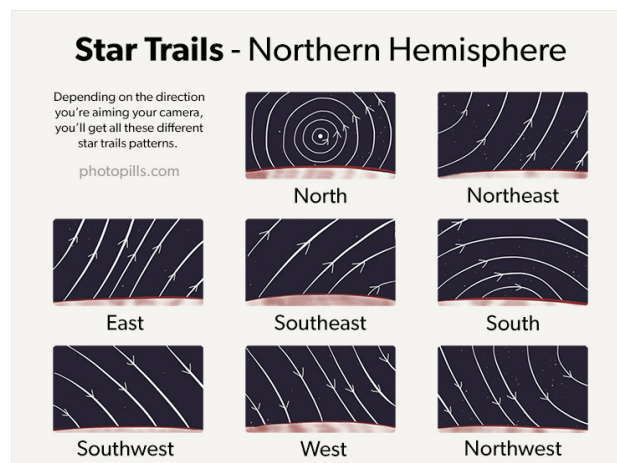 Star Trails - Northern Hemisphere
Depending on the direction
you're aiming your camera,
you'll get all these different
star trails patterns.
photopills.com
North
Northeast
East
Southeast
South
Southwest
West
Northwest